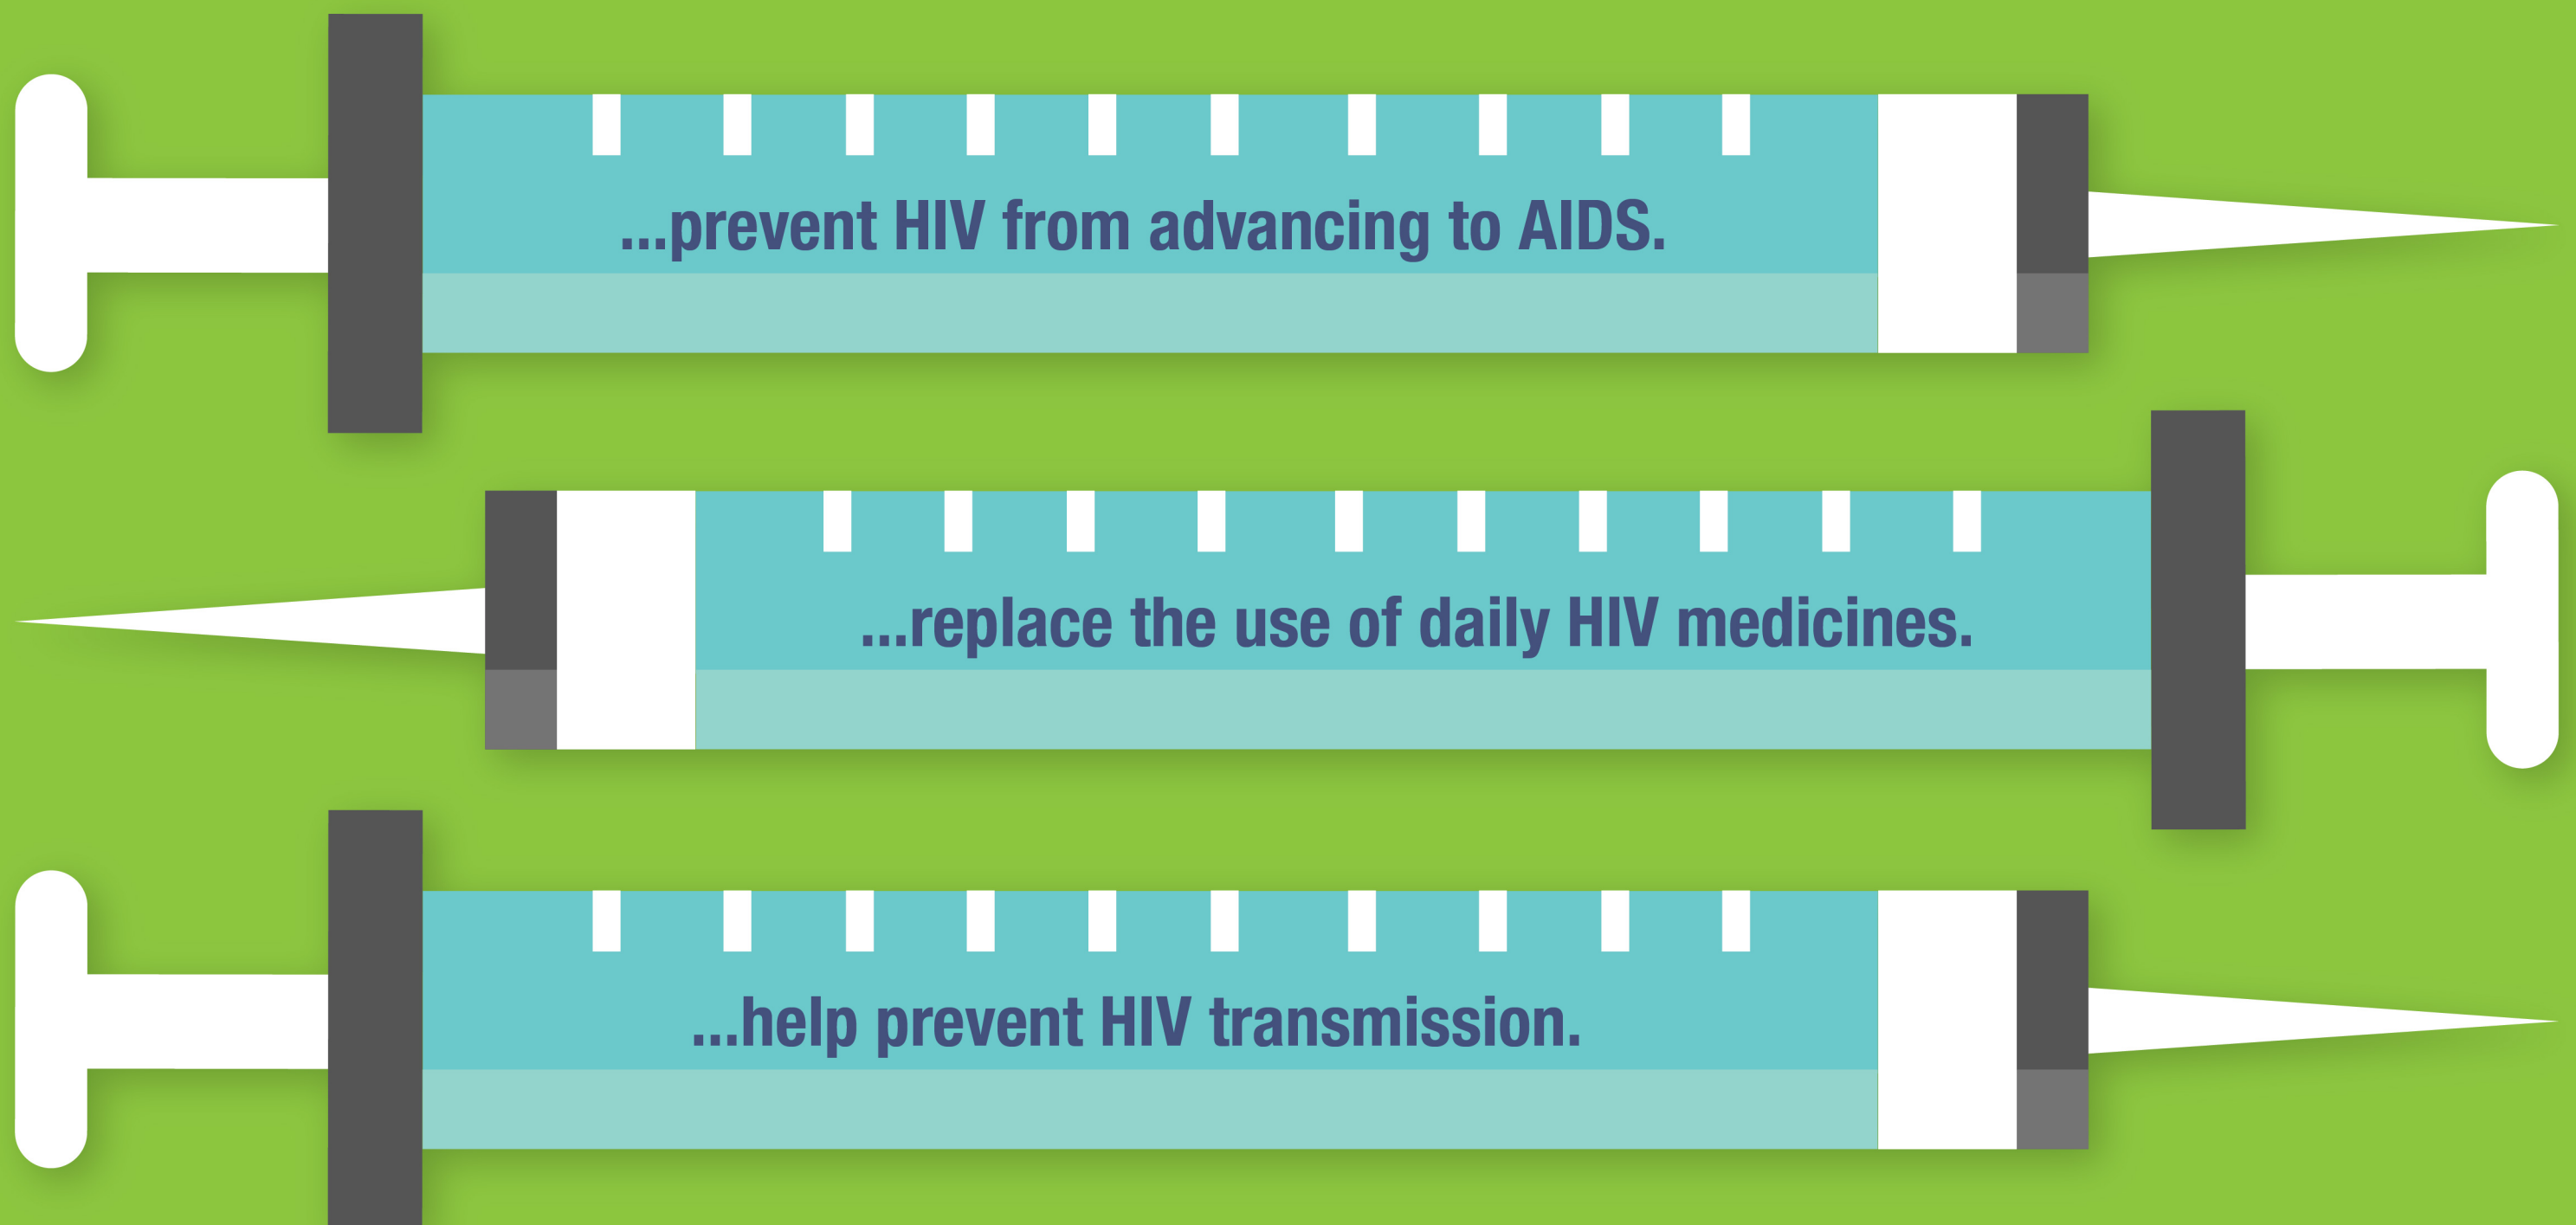 ...prevent HIV from advancing to AIDS.
...replace the use of daily HIV medicines.
...help prevent HIV transmission.